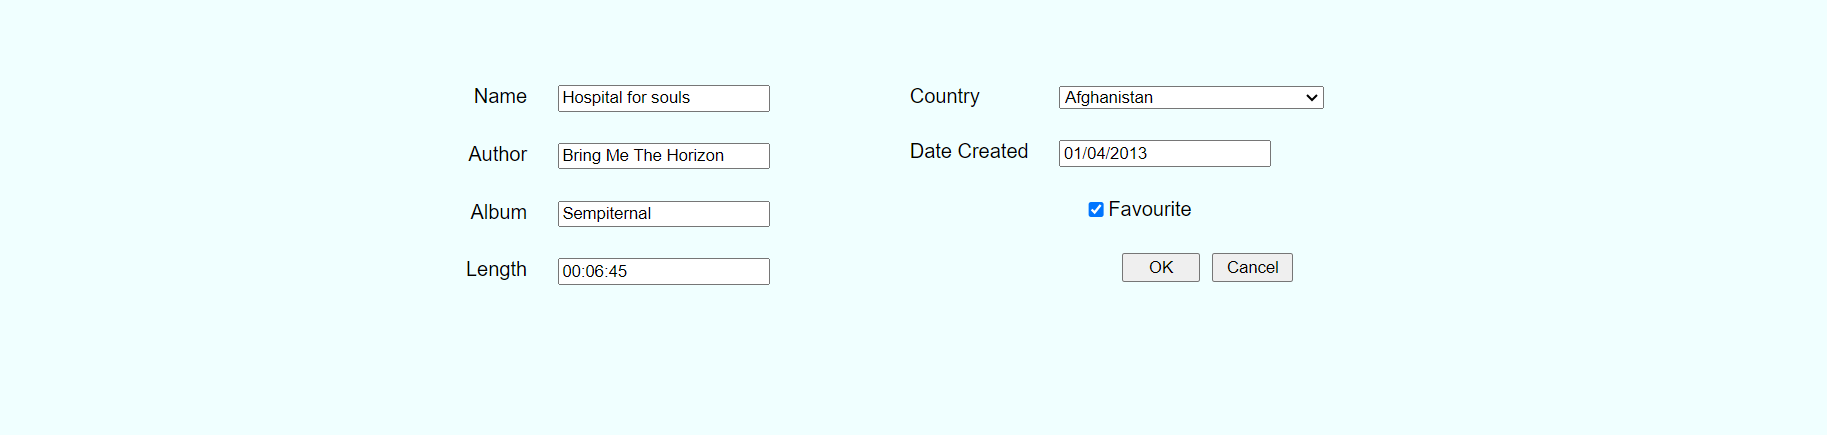 Name Hospital for souls
Author Bring Me The Horizon
Album Sempiternal
Length 00:06:45
Country Afghanistan
Date Created 01/04/2013
Favourite
OK Cancel